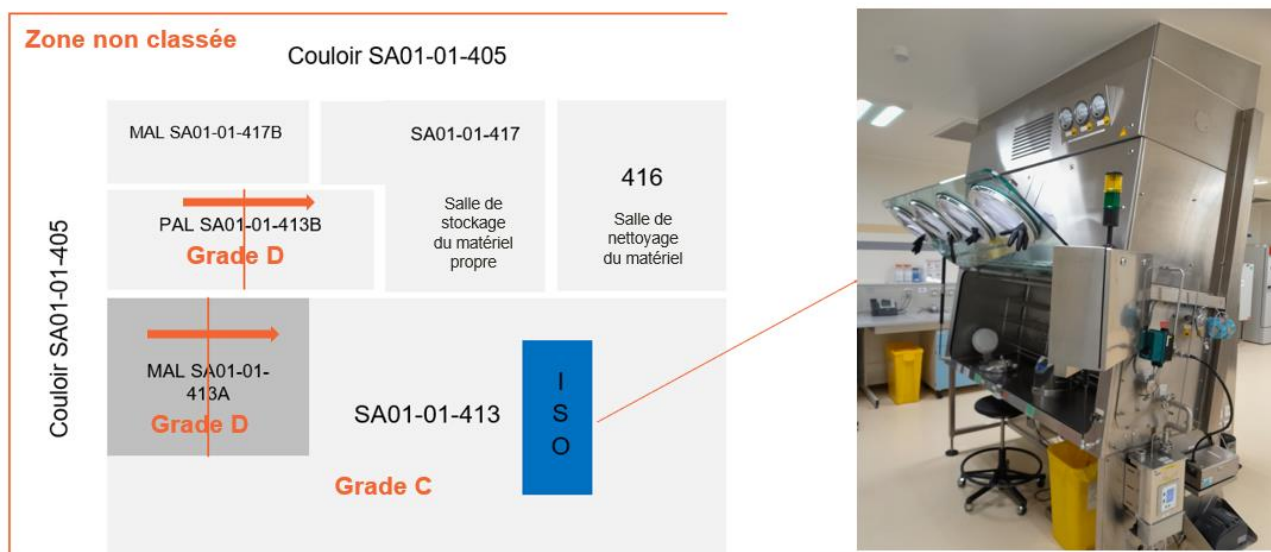 Zone non classée
Couloir SA01-01-405
MAL SA01-01-417B
SA01-01-417
416
Salle de
stockage
du matériel
propre
Salle de
nettoyage
du matériel
PAL SA01-01-413B
Grade D
Couloir SA01-01-405
MAL SA01-01-
413A
Grade D
SA01-01-413
I
S
O
Grade C